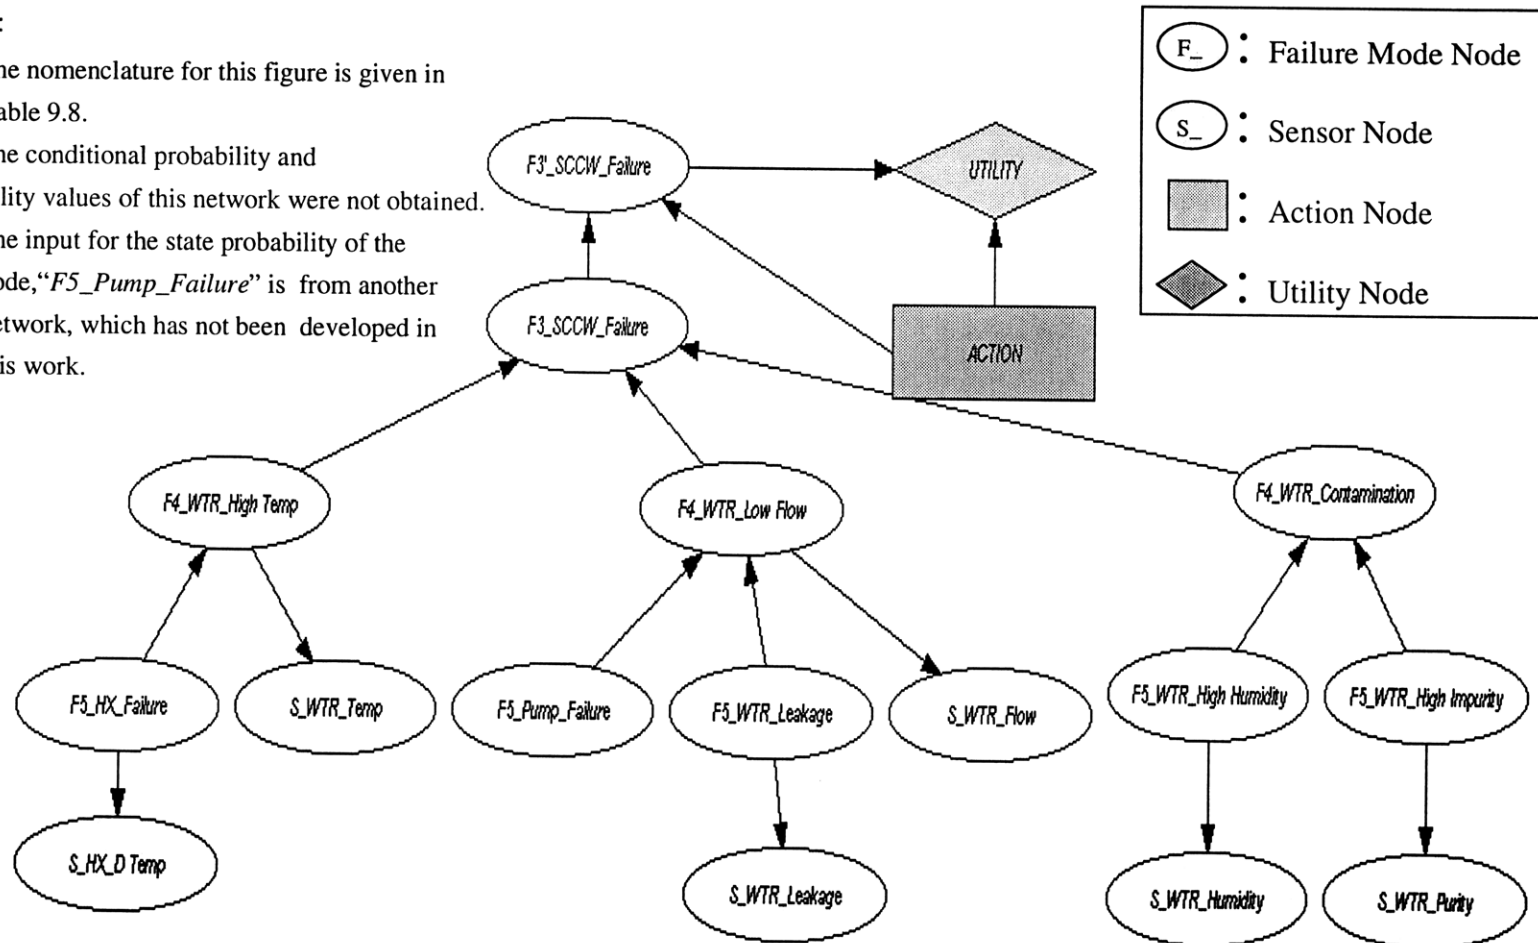 :
ne nomenclature for this figure is given in
able 9.8.
ne conditional probability and
ility values of this network were not obtained.
ne input for the state probability of the
ode,“F5_Pump_Failure” is from another
etwork, which has not been developed in
is work.
F_ : Failure Mode Node
S_ : Sensor Node
: Action Node
: Utility Node
F3'_SCCW_Failure
UTILITY
F3_SCCW_Failure
ACTION
F4_WTR_High Temp
F4_WTR_Low Flow
F4_WTR_Contamination
F5_HX_Failure
S_WTR_Temp
F5_Pump_Failure
F5_WTR_Leakage
S_WTR_Flow
F5_WTR_High Humidity
F5_WTR_High Impurity
S_HX_D Temp
S_WTR_Leakage
S_WTR_Humidity
S_WTR_Purity